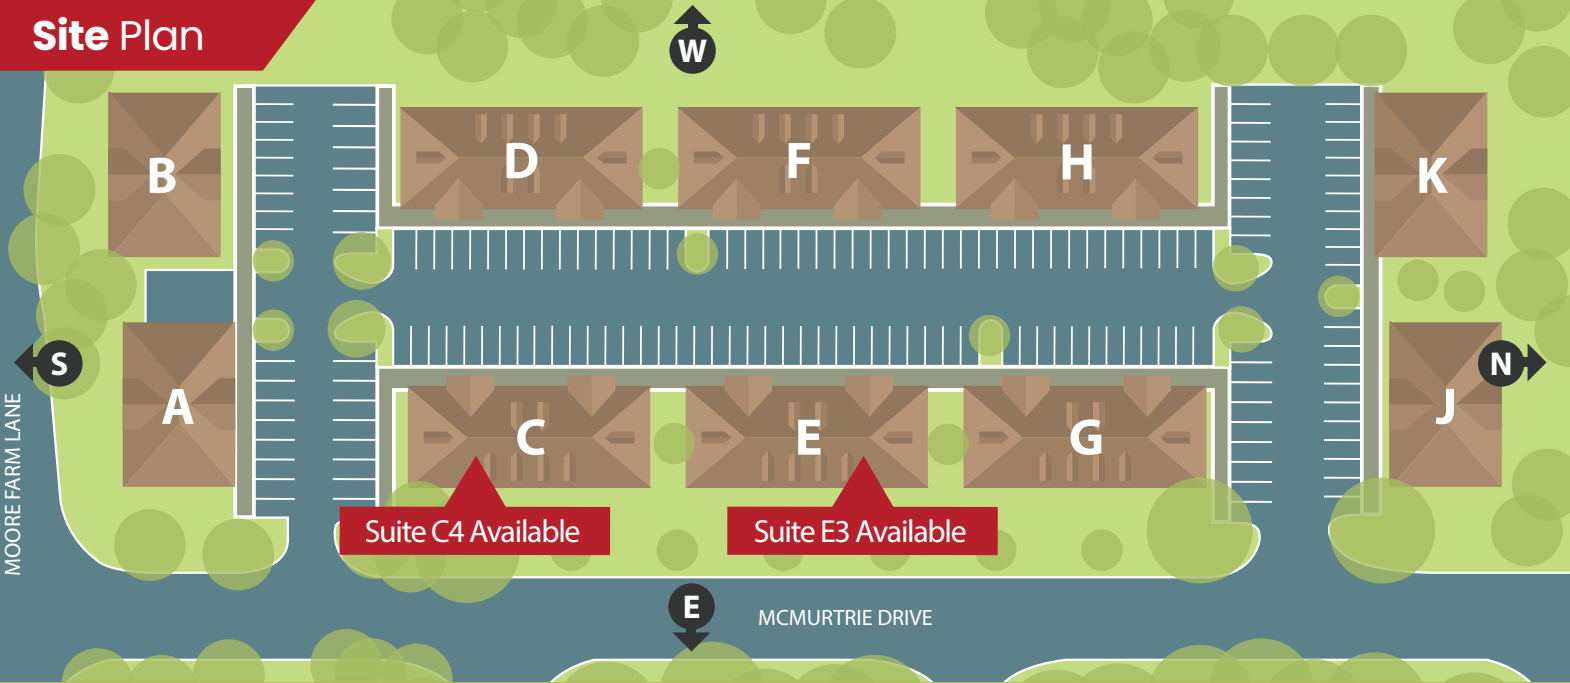 Site Plan
W
B
D
F
H
K
S
N
A
C
E
G
J
MOORE FARM LANE
Suite C4 Available
Suite E3 Available
E
MCMURTRIE DRIVE